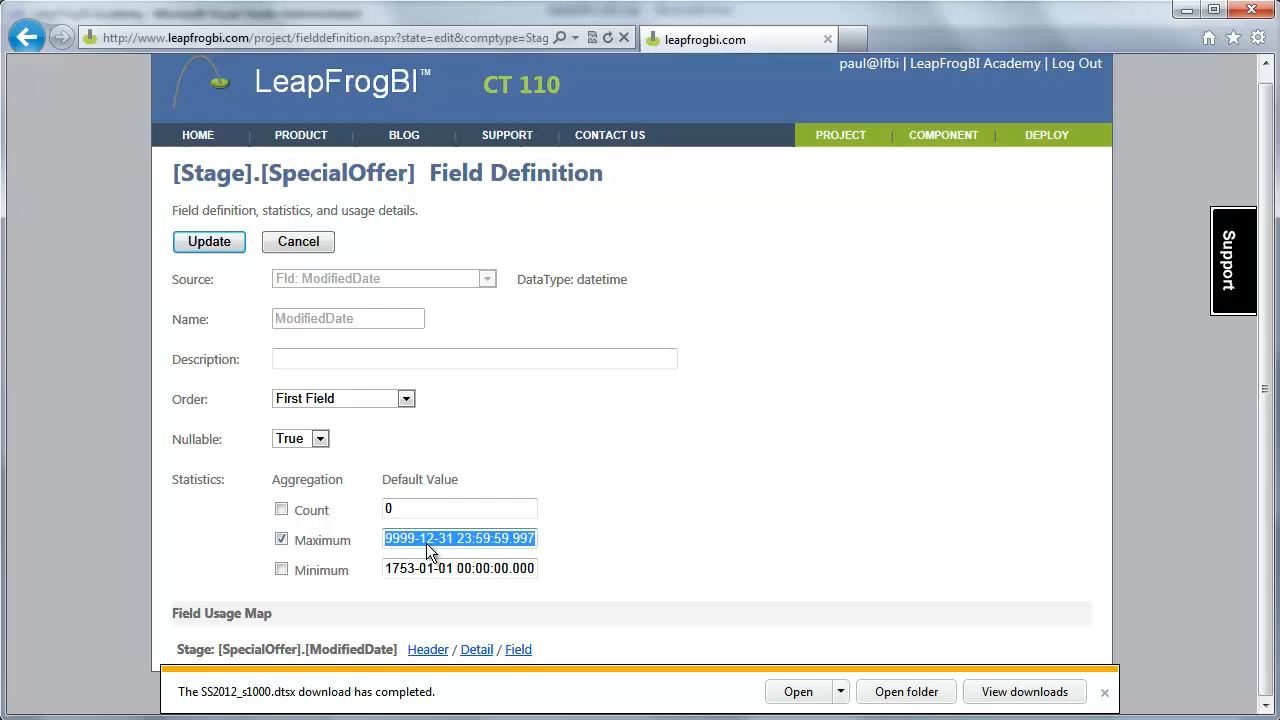 http://www.leapfrogbi.com/project/fielddefinition.aspx?state=edit&comptype=Stag
leapfrogbi.com
LeapFrogBI™ CT 110
paul@lfbi | LeapFrogBI Academy | Log Out
HOME | PRODUCT | BLOG | SUPPORT | CONTACT US
PROJECT | COMPONENT | DEPLOY
[Stage].[SpecialOffer] Field Definition
Field definition, statistics, and usage details.
Update Cancel
Source: Fld: ModifiedDate DataType: datetime
Name: ModifiedDate
Description:
Order: First Field
Nullable: True
Statistics: Aggregation Default Value
Count 0
Maximum 9999-12-31 23:59:59.997
Minimum 1753-01-01 00:00:00.000
Field Usage Map
Stage: [SpecialOffer].[ModifiedDate] Header / Detail / Field
The SS2012_s1000.dtsx download has completed. Open Open folder View downloads
Support